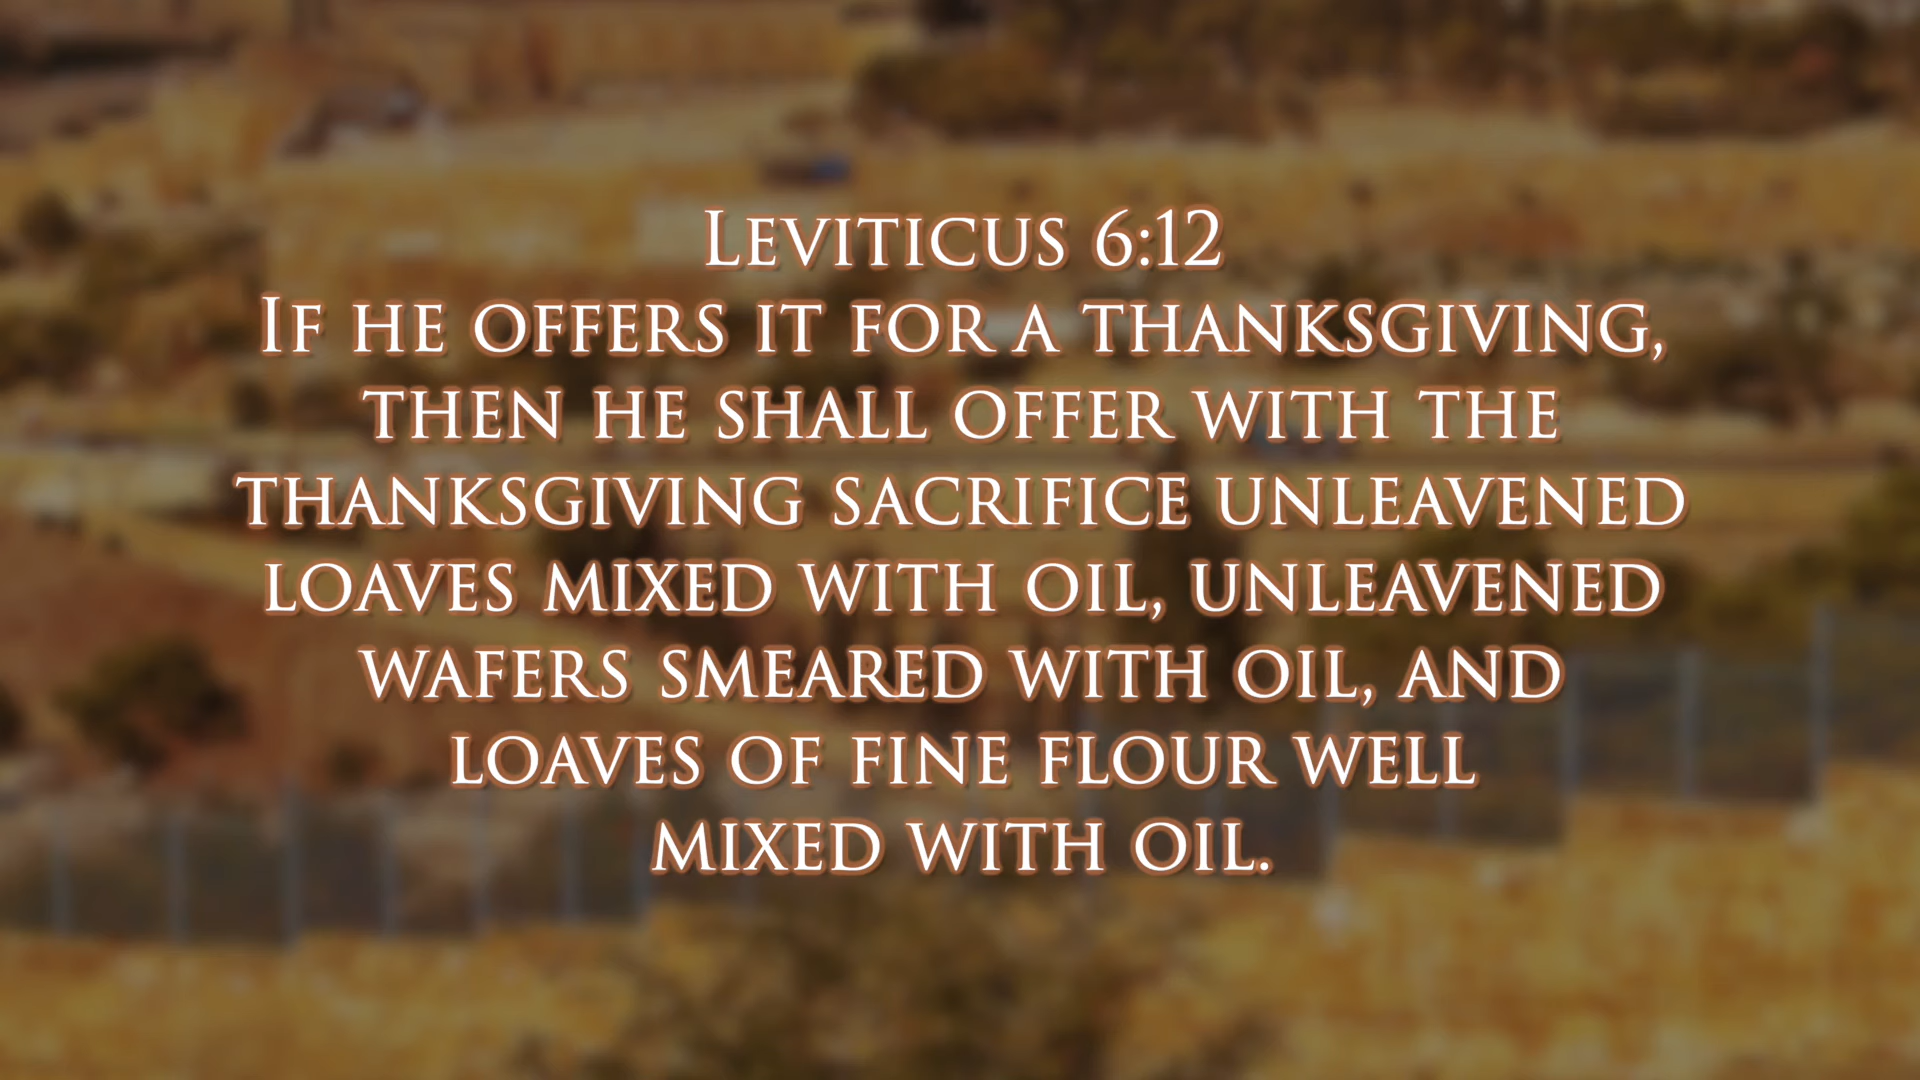 Leviticus 6:12
If he offers it for a thanksgiving,
then he shall offer with the
thanksgiving sacrifice unleavened
loaves mixed with oil, unleavened
wafers smeared with oil, and
loaves of fine flour well
mixed with oil.